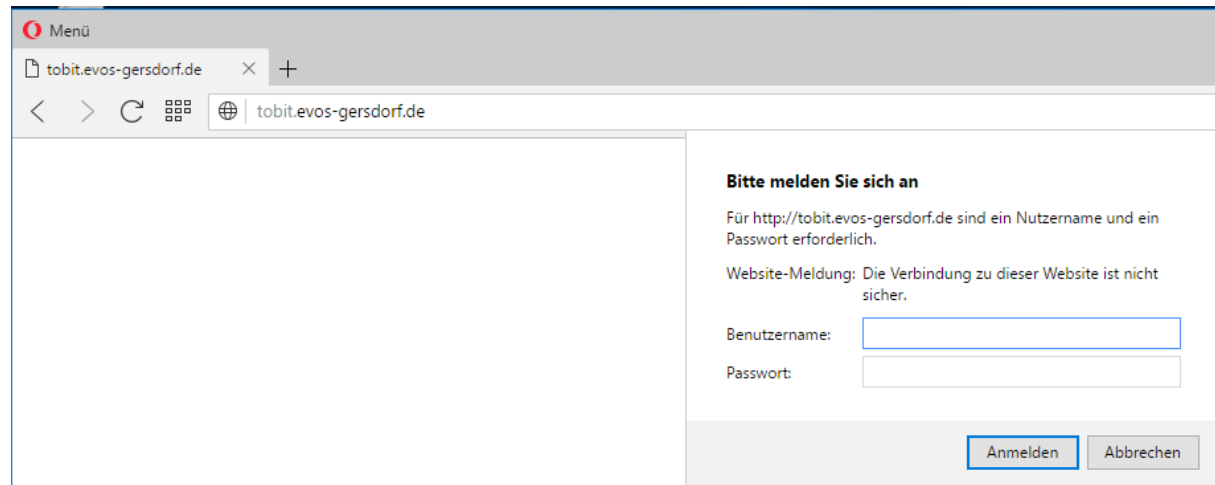 Menü
tobit.evos-gersdorf.de
tobit.evos-gersdorf.de
Bitte melden Sie sich an
Für http://tobit.evos-gersdorf.de sind ein Nutzername und ein
Passwort erforderlich.
Website-Meldung: Die Verbindung zu dieser Website ist nicht
sicher.
Benutzername:
Passwort:
Anmelden Abbrechen